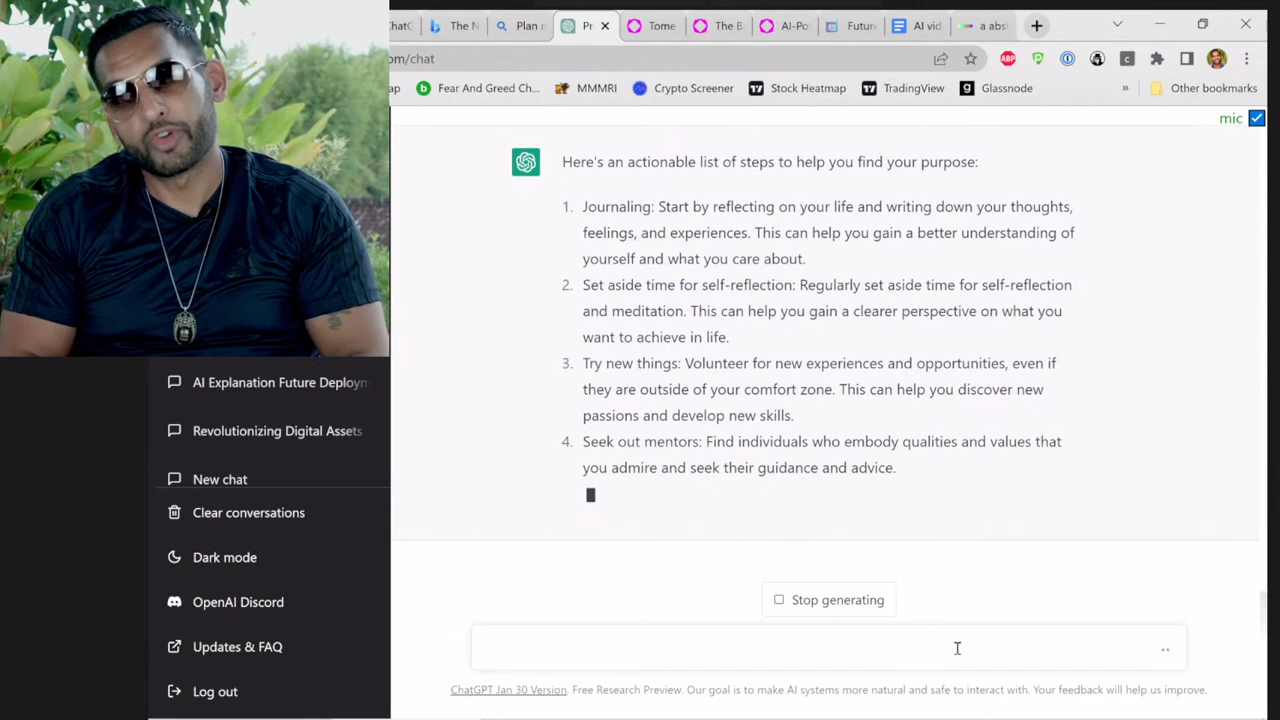 ChatG
The N
Plan r
Pr
Tome
The B
AI-Po
Futur
AI vid
a abs
om/chat
ap
Fear And Greed Ch...
MMMRI
Crypto Screener
Stock Heatmap
TradingView
Glassnode
»
Other bookmarks
mic
Here's an actionable list of steps to help you find your purpose:
1. Journaling: Start by reflecting on your life and writing down your thoughts,
feelings, and experiences. This can help you gain a better understanding of
yourself and what you care about.
2. Set aside time for self-reflection: Regularly set aside time for self-reflection
and meditation. This can help you gain a clearer perspective on what you
want to achieve in life.
3. Try new things: Volunteer for new experiences and opportunities, even if
they are outside of your comfort zone. This can help you discover new
passions and develop new skills.
4. Seek out mentors: Find individuals who embody qualities and values that
you admire and seek their guidance and advice.
AI Explanation Future Deploym
Revolutionizing Digital Assets
New chat
Clear conversations
Dark mode
OpenAI Discord
Updates & FAQ
Log out
Stop generating
ChatGPT Jan 30 Version. Free Research Preview. Our goal is to make AI systems more natural and safe to interact with. Your feedback will help us improve.